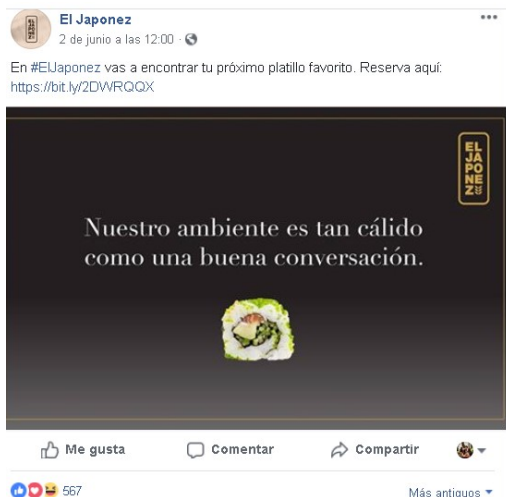 El Japonez
2 de junio a las 12:00
En #ElJaponez vas a encontrar tu próximo platillo favorito. Reserva aquí:
https://bit.ly/2DWRQQX
EL
JA
PO
NE
Z
Nuestro ambiente es tan cálido
como una buena conversación.
Me gusta Comentar Compartir
567 Más antiguos